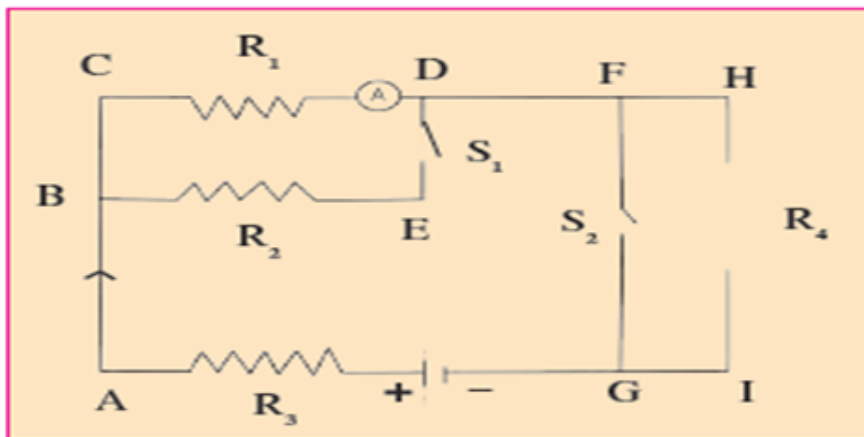 C R₁ A D F H
B R₂ E S₁ S₂ R₄
A R₃ + − G I